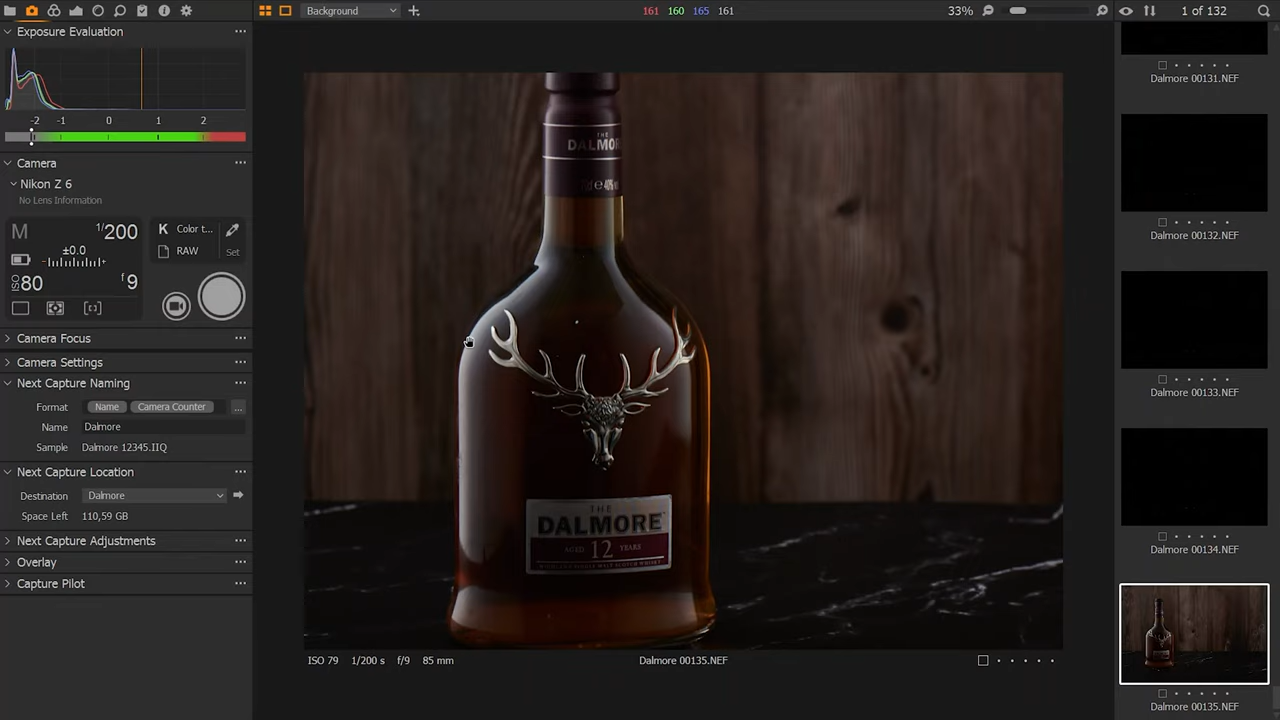 Background
161 160 165 161
33%
1 of 132
Exposure Evaluation
-2 -1 0 1 2
Camera
Nikon Z 6
No Lens Information
M 1/200
±0.0
ISO 80 f 9
K Color t...
RAW
Set
Camera Focus
Camera Settings
Next Capture Naming
Format Name Camera Counter ...
Name Dalmore
Sample Dalmore 12345.IIQ
Next Capture Location
Destination Dalmore
Space Left 110,59 GB
Next Capture Adjustments
Overlay
Capture Pilot
THE
DALMO
THE
DALMORE
AGED 12 YEARS
ISO 79 1/200 s f/9 85 mm
Dalmore 00135.NEF
Dalmore 00131.NEF
Dalmore 00132.NEF
Dalmore 00133.NEF
Dalmore 00134.NEF
Dalmore 00135.NEF